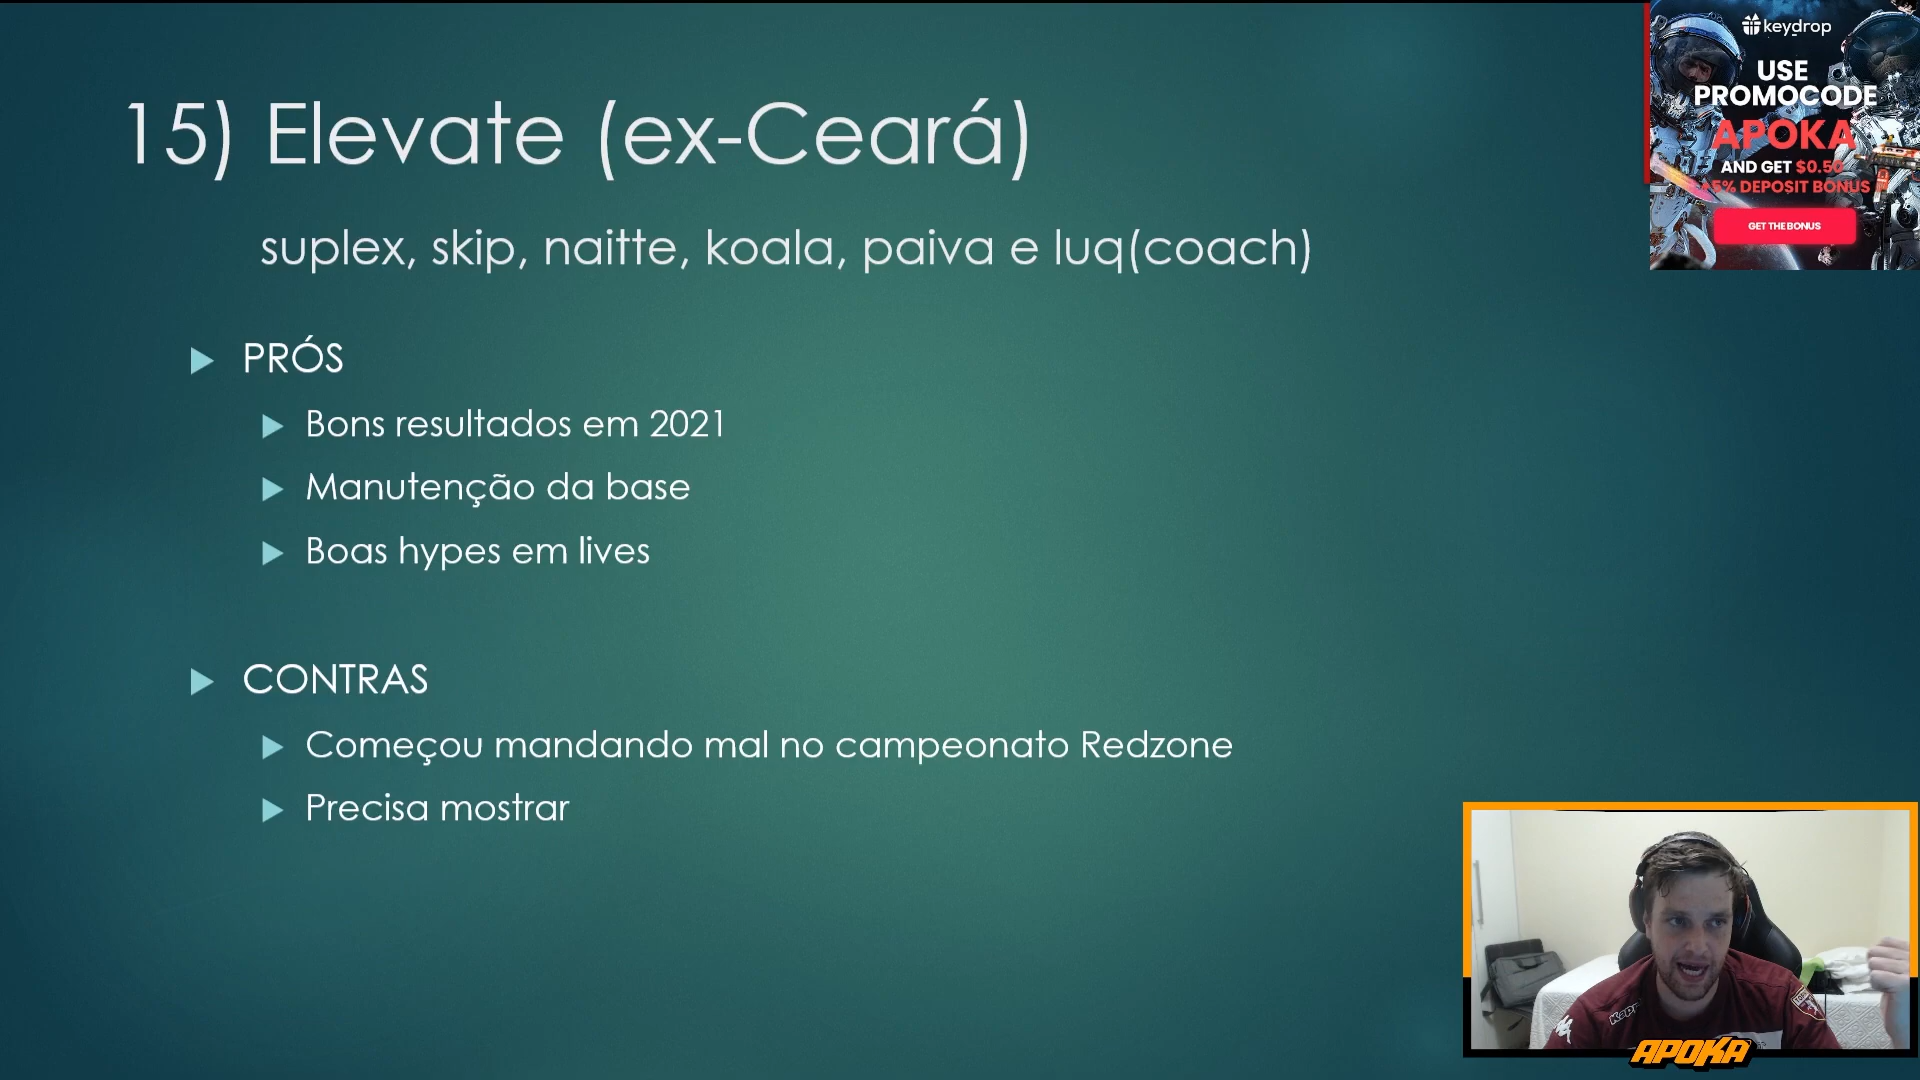 15) Elevate (ex-Ceará)
suplex, skip, naitte, koala, paiva e luq(coach)
PRÓS
Bons resultados em 2021
Manutenção da base
Boas hypes em lives
CONTRAS
Começou mandando mal no campeonato Redzone
Precisa mostrar
keydrop
USE
PROMOCODE
APOKA
AND GET $0.50
5% DEPOSIT BONUS
GET THE BONUS
Kappa
APOKA